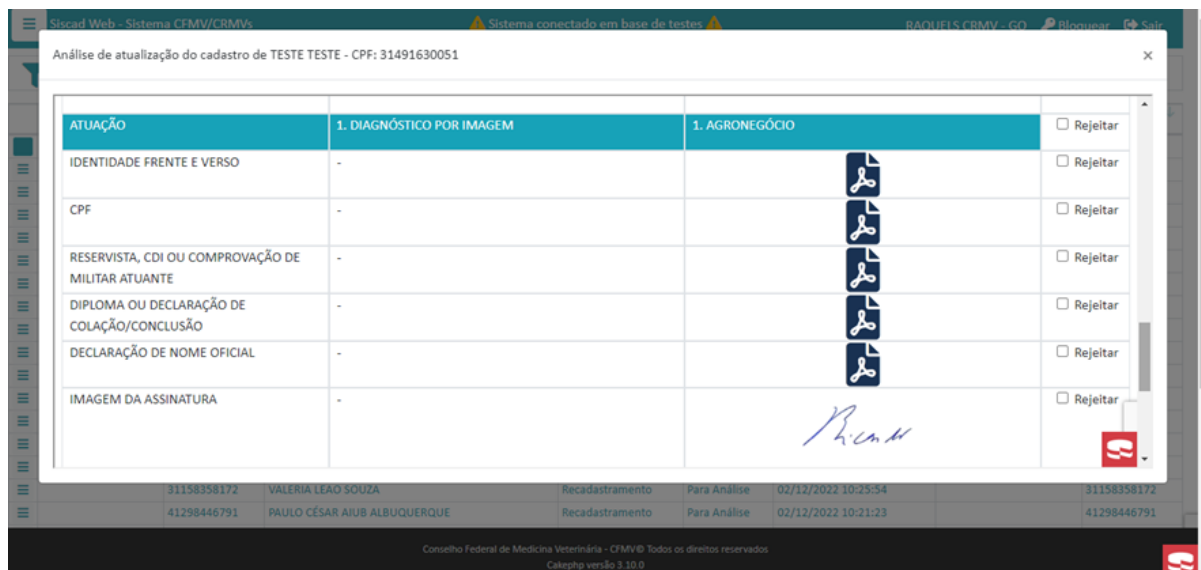 Siscad Web - Sistema CFMV/CRMVs Sistema conectado em base de testes RAQUELS CRMV - GO Bloquear Sair
Análise de atualização do cadastro de TESTE TESTE - CPF: 31491630051 ×
ATUAÇÃO 1. DIAGNÓSTICO POR IMAGEM 1. AGRONEGÓCIO Rejeitar
IDENTIDADE FRENTE E VERSO - Rejeitar
CPF - Rejeitar
RESERVISTA, CDI OU COMPROVAÇÃO DE - Rejeitar
MILITAR ATUANTE
DIPLOMA OU DECLARAÇÃO DE - Rejeitar
COLAÇÃO/CONCLUSÃO
DECLARAÇÃO DE NOME OFICIAL - Rejeitar
IMAGEM DA ASSINATURA - Rejeitar
31158358172 VALERIA LEAO SOUZA Recadastramento Para Análise 02/12/2022 10:25:54 31158358172
41298446791 PAULO CÉSAR AIUB ALBUQUERQUE Recadastramento Para Análise 02/12/2022 10:21:23 41298446791
Conselho Federal de Medicina Veterinária - CFMV© Todos os direitos reservados
Cakephp versão 3.10.0